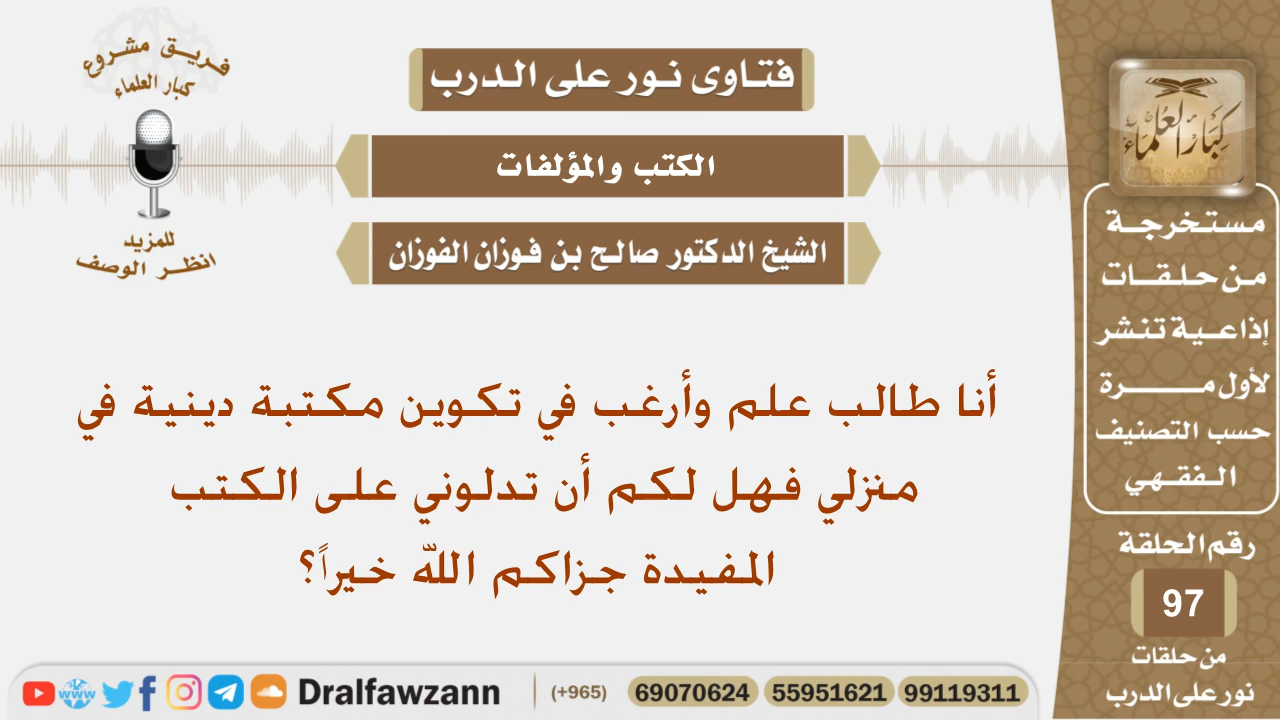 فريق مشروع
كبار العلماء
للمزيد
انظر الوصف
فتاوى نور على الدرب
الكتب والمؤلفات
الشيخ الدكتور صالح بن فوزان الفوزان
أنا طالب علم وأرغب في تكوين مكتبة دينية في
منزلي فهل لكم أن تدلوني على الكتب
المفيدة جزاكم الله خيراً؟
كبار العلماء
مستخرجة
من حلقات
إذاعية تنشر
لأول مرة
حسب التصنيف
الفقهي
رقم الحلقة
97
من حلقات
نور على الدرب
www Dralfawzann (+965) 69070624 55951621 99119311